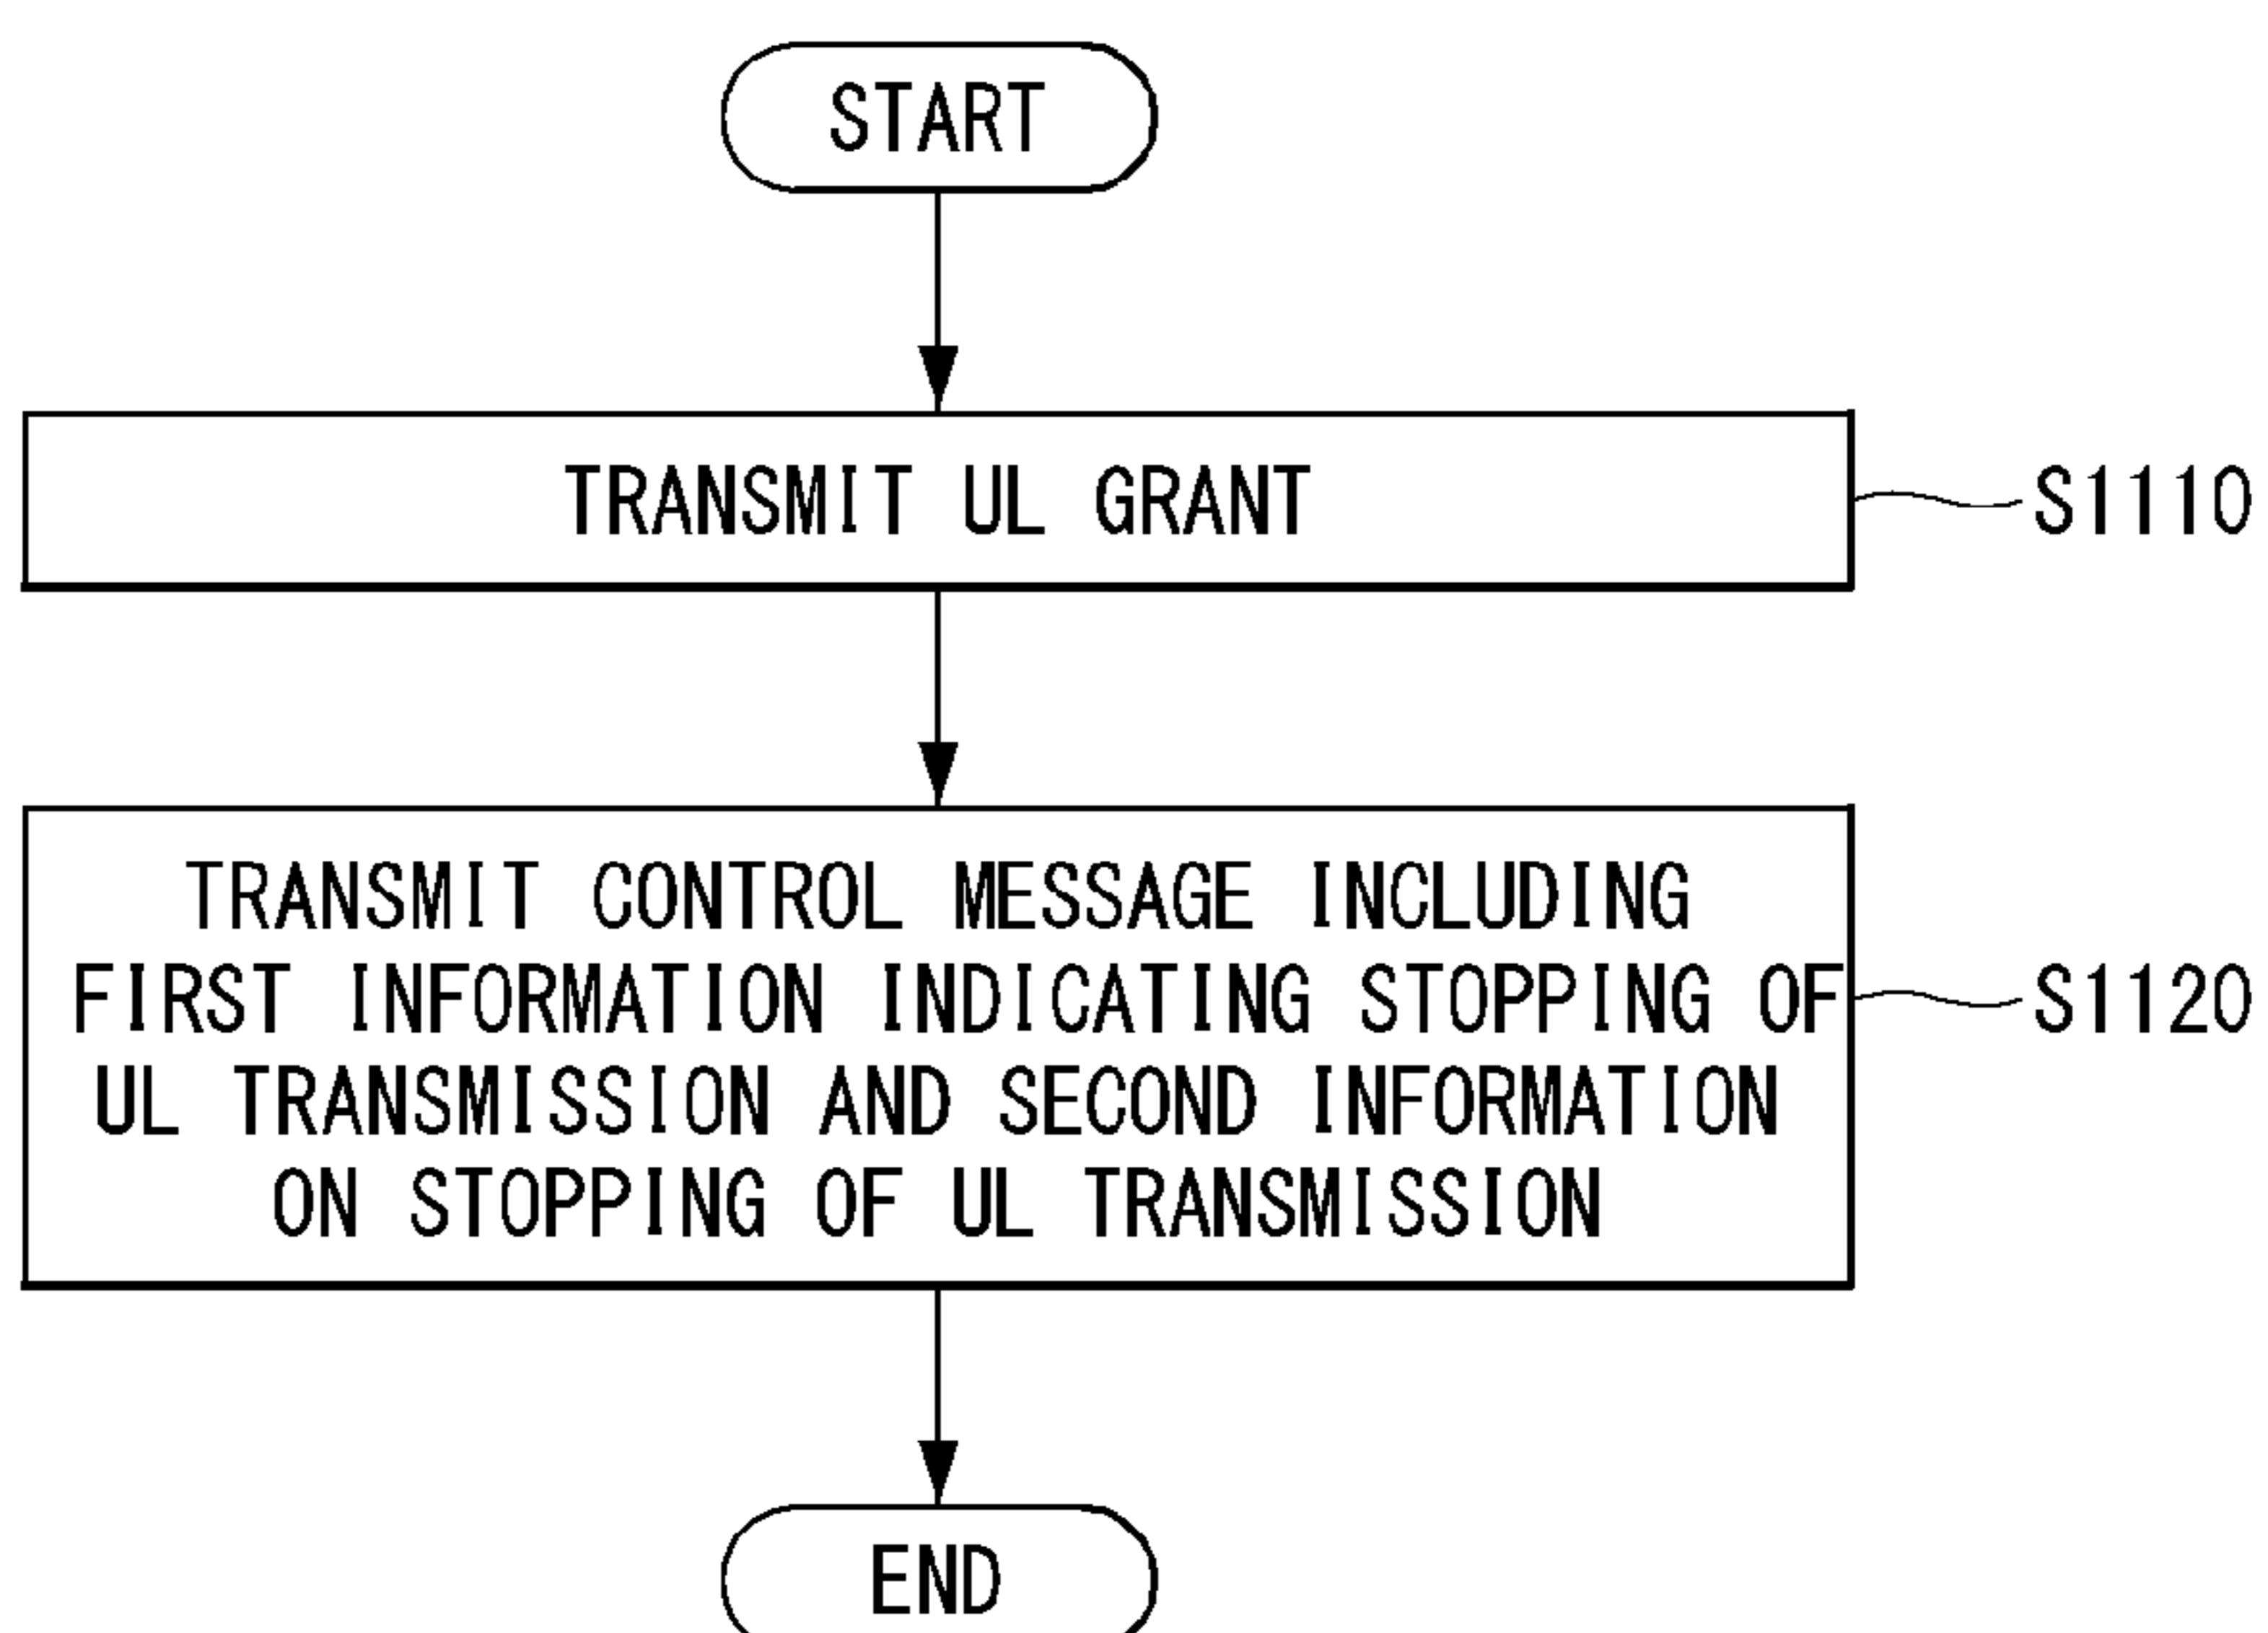 START
TRANSMIT UL GRANT
S1110
TRANSMIT CONTROL MESSAGE INCLUDING
FIRST INFORMATION INDICATING STOPPING OF
UL TRANSMISSION AND SECOND INFORMATION
ON STOPPING OF UL TRANSMISSION
S1120
END